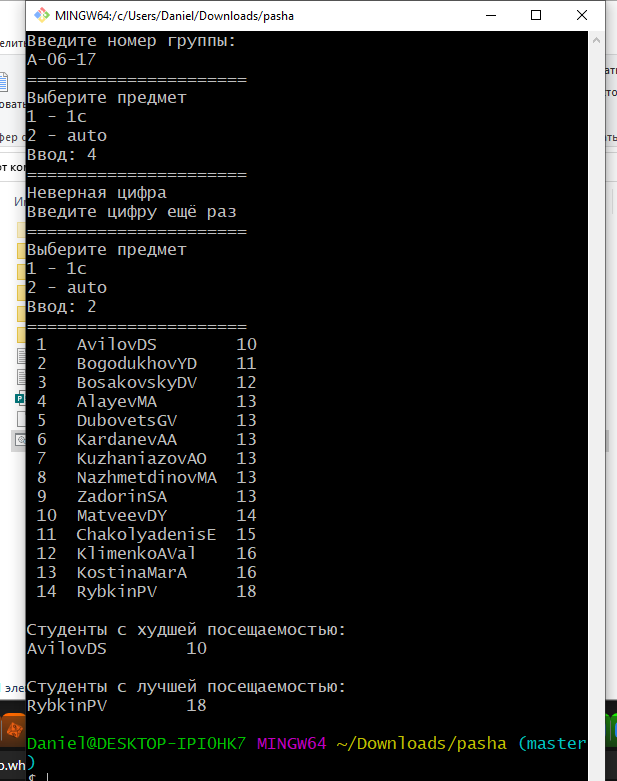 MINGW64:/c/Users/Daniel/Downloads/pasha
Введите номер группы:
А-06-17
======================
Выберите предмет
1 - 1c
2 - auto
Ввод: 4
======================
Неверная цифра
Введите цифру ещё раз
======================
Выберите предмет
1 - 1c
2 - auto
Ввод: 2
======================
1 AvilovDS 10
2 BogodukhovYD 11
3 BosakovskyDV 12
4 AlayevMA 13
5 DubovetsGV 13
6 KardanevAA 13
7 KuzhaniazovAO 13
8 NazhmetdinovMA 13
9 ZadorinSA 13
10 MatveevDY 14
11 ChakolyadenisE 15
12 KlimenkoAVal 16
13 KostinaMarA 16
14 RybkinPV 18
Студенты с худшей посещаемостью:
AvilovDS 10
Студенты с лучшей посещаемостью:
RybkinPV 18
Daniel@DESKTOP-IPIOHK7 MINGW64 ~/Downloads/pasha (master
)
$